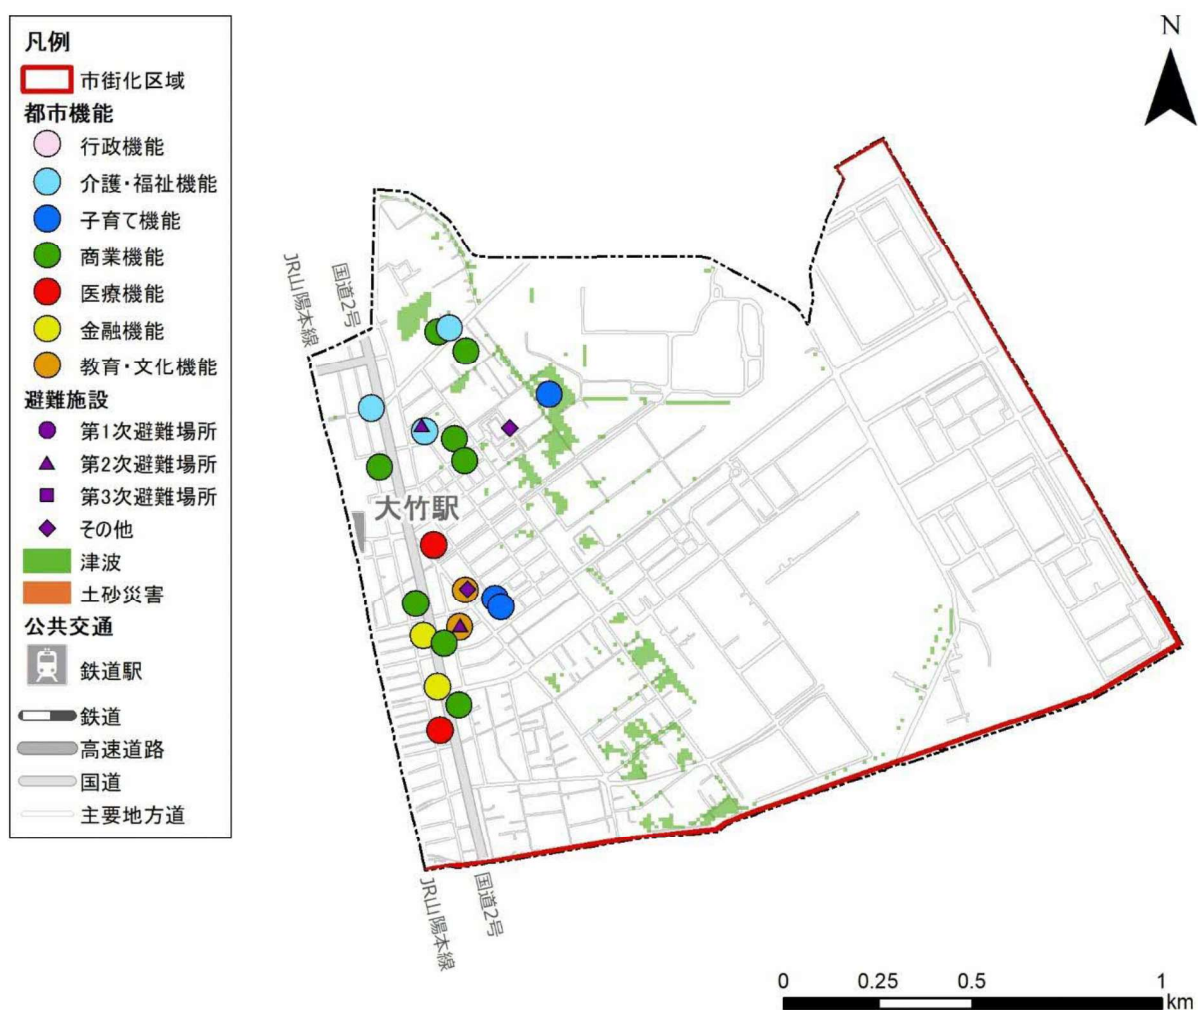 凡例
市街化区域
都市機能
行政機能
介護・福祉機能
子育て機能
商業機能
医療機能
金融機能
教育・文化機能
避難施設
第1次避難場所
第2次避難場所
第3次避難場所
その他
津波
土砂災害
公共交通
鉄道駅
鉄道
高速道路
国道
主要地方道
N
JR山陽本線
国道2号
大竹駅
JR山陽本線
国道2号
0 0.25 0.5 1
km